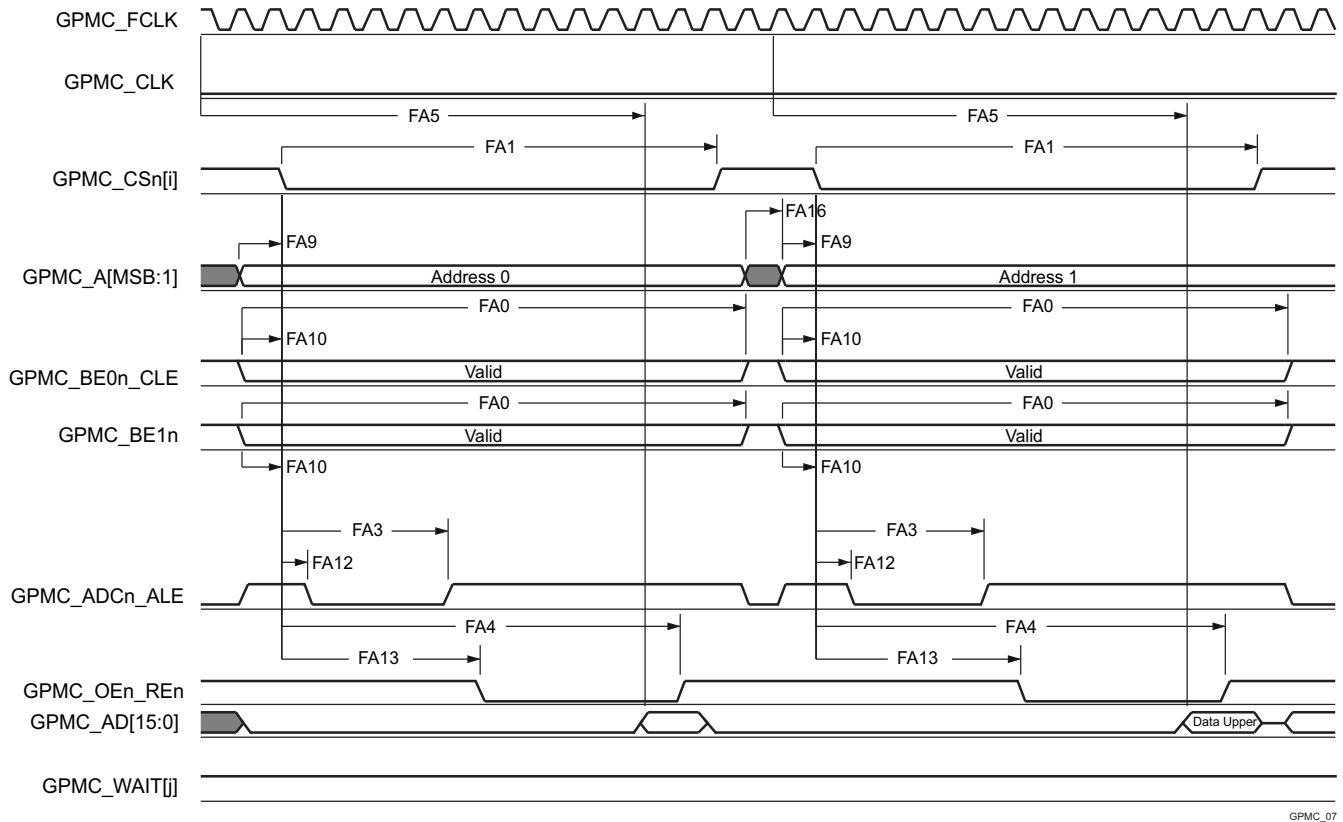 GPMC_FCLK
GPMC_CLK
FA5 FA5
FA1 FA1
GPMC_CSn[i]
FA16
FA9 FA9
GPMC_A[MSB:1] Address 0 Address 1
FA0 FA0
FA10 FA10
GPMC_BE0n_CLE Valid Valid
FA0 FA0
GPMC_BE1n Valid Valid
FA10 FA10
FA3 FA3
FA12 FA12
GPMC_ADCn_ALE
FA4 FA4
FA13 FA13
GPMC_OEn_REn
GPMC_AD[15:0] Data Upper
GPMC_WAIT[j]
GPMC_07